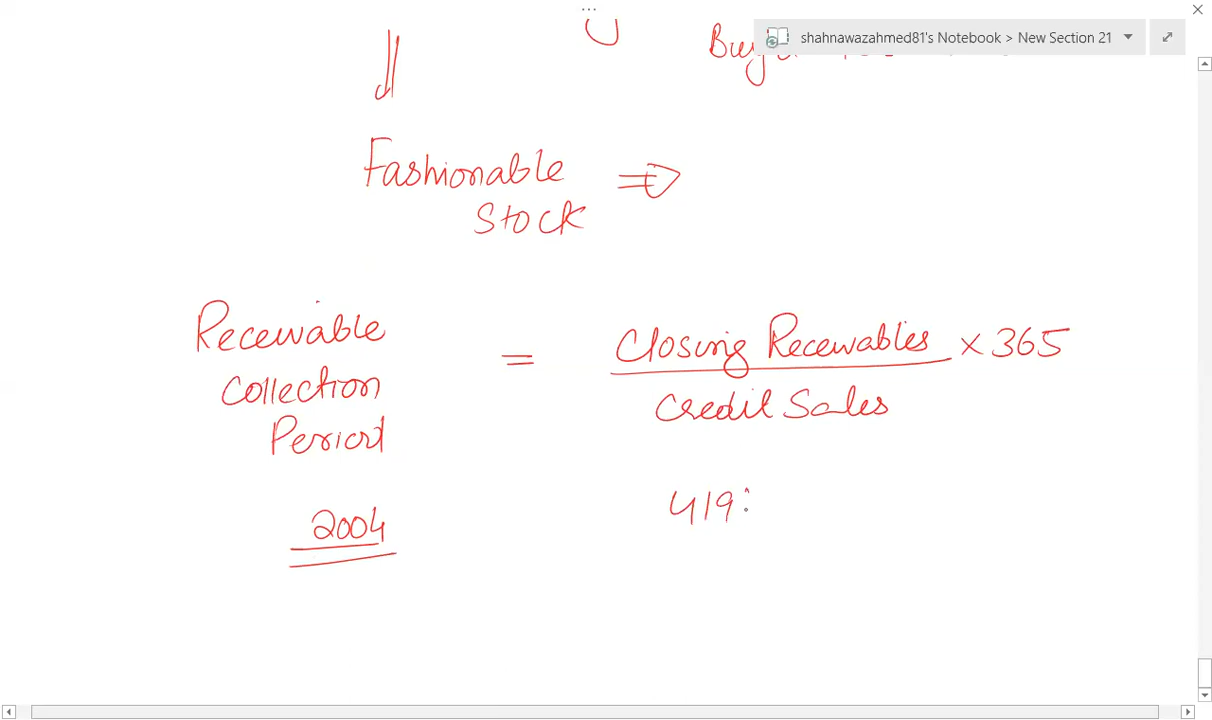 shahnawazahmed81's Notebook > New Section 21
Fashionable ⇒
Stock
Receivable
Collection
Period
= Closing Receivables × 365
Credit Sales
2004
419